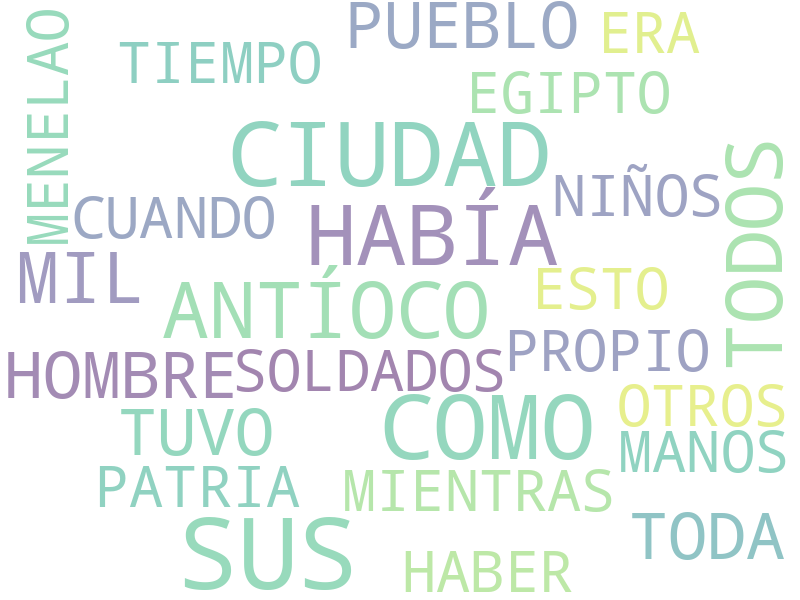 PUEBLO
ERA
TIEMPO
MENELAO
EGIPTO
CIUDAD
NIÑOS
CUANDO
HABÍA
TODOS
MIL
ANTÍOCO
ESTO
PROPIO
HOMBRE
SOLDADOS
OTROS
COMO
TUVO
MANOS
PATRIA
MIENTRAS
SUS
TODA
HABER